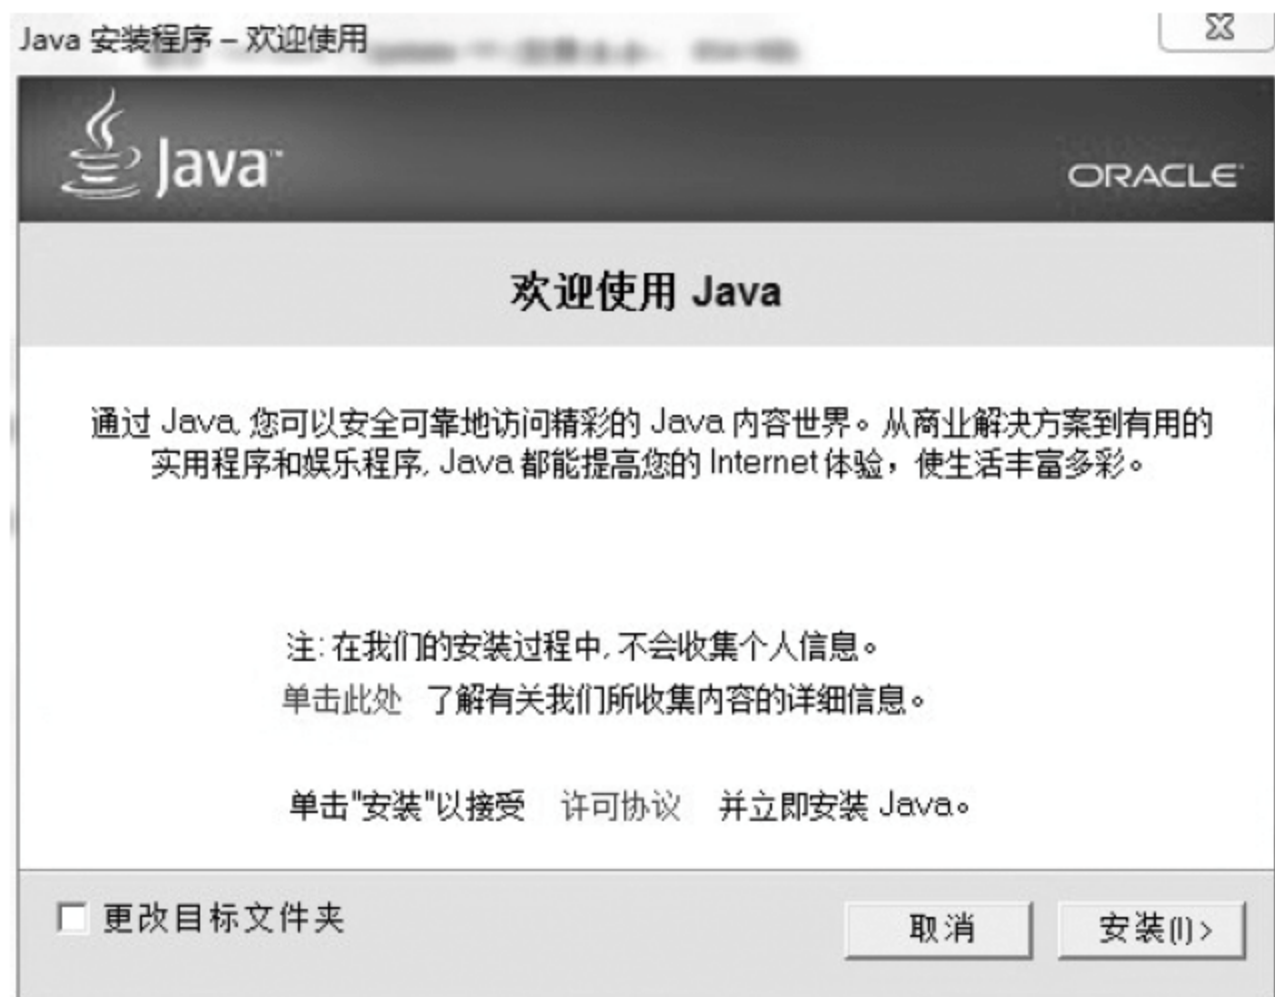 Java 安装程序 – 欢迎使用
Java™
ORACLE
欢迎使用 Java
通过 Java, 您可以安全可靠地访问精彩的 Java 内容世界。从商业解决方案到有用的
实用程序和娱乐程序, Java 都能提高您的 Internet 体验，使生活丰富多彩。
注: 在我们的安装过程中, 不会收集个人信息。
单击此处 了解有关我们所收集内容的详细信息。
单击"安装"以接受 许可协议 并立即安装 Java。
更改目标文件夹
取消
安装(I)>